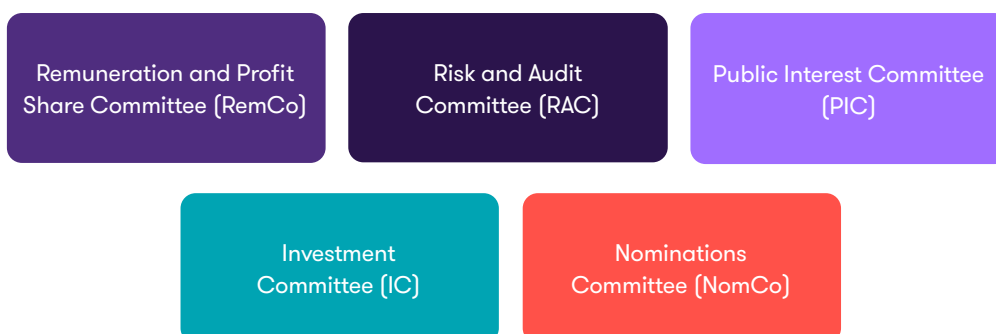 Remuneration and Profit
Share Committee (RemCo)
Risk and Audit
Committee (RAC)
Public Interest Committee
(PIC)
Investment
Committee (IC)
Nominations
Committee (NomCo)